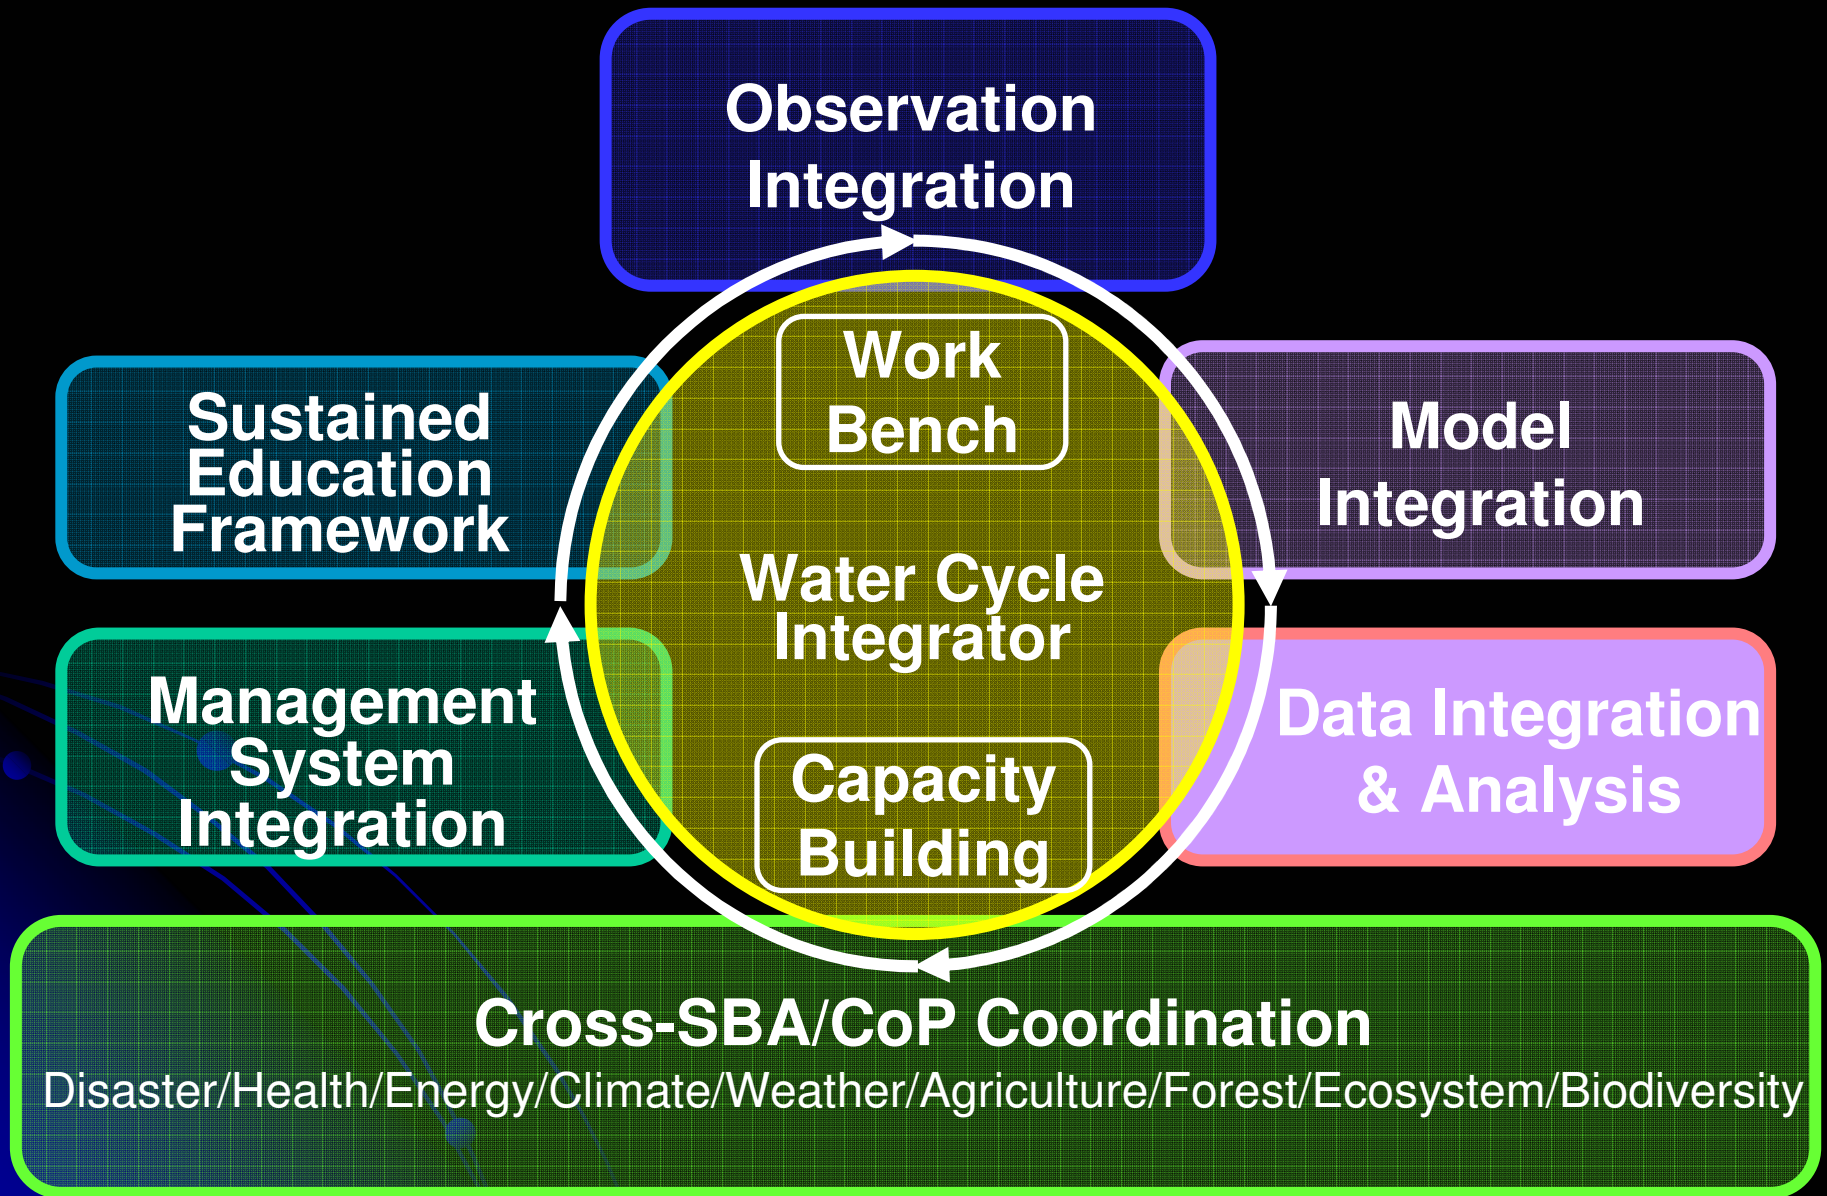 Observation
Integration
Work
Bench
Sustained
Education
Framework
Model
Integration
Water Cycle
Integrator
Management
System
Integration
Data Integration
& Analysis
Capacity
Building
Cross-SBA/CoP Coordination
Disaster/Health/Energy/Climate/Weather/Agriculture/Forest/Ecosystem/Biodiversity